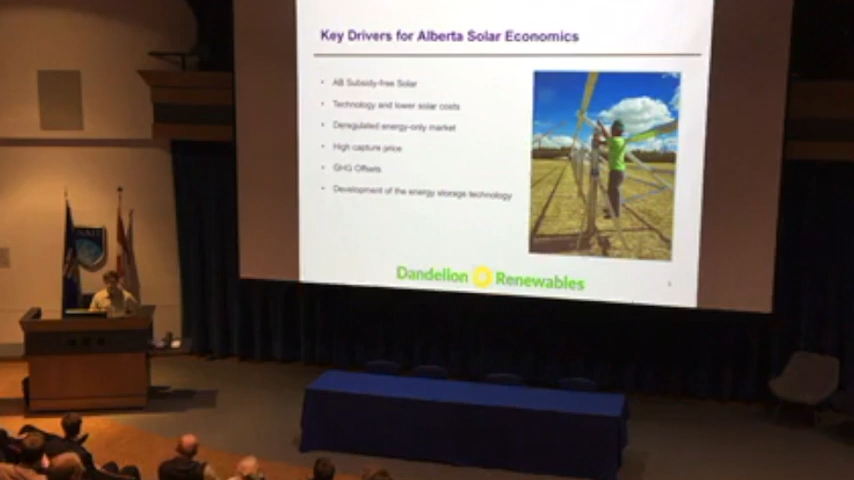 Key Drivers for Alberta Solar Economics
• AB Subsidy-free Solar
• Technology and lower solar costs
• Deregulated energy-only market
• High capture price
• GHG Offsets
• Development of the energy storage technology
Dandelion Renewables
NAIT